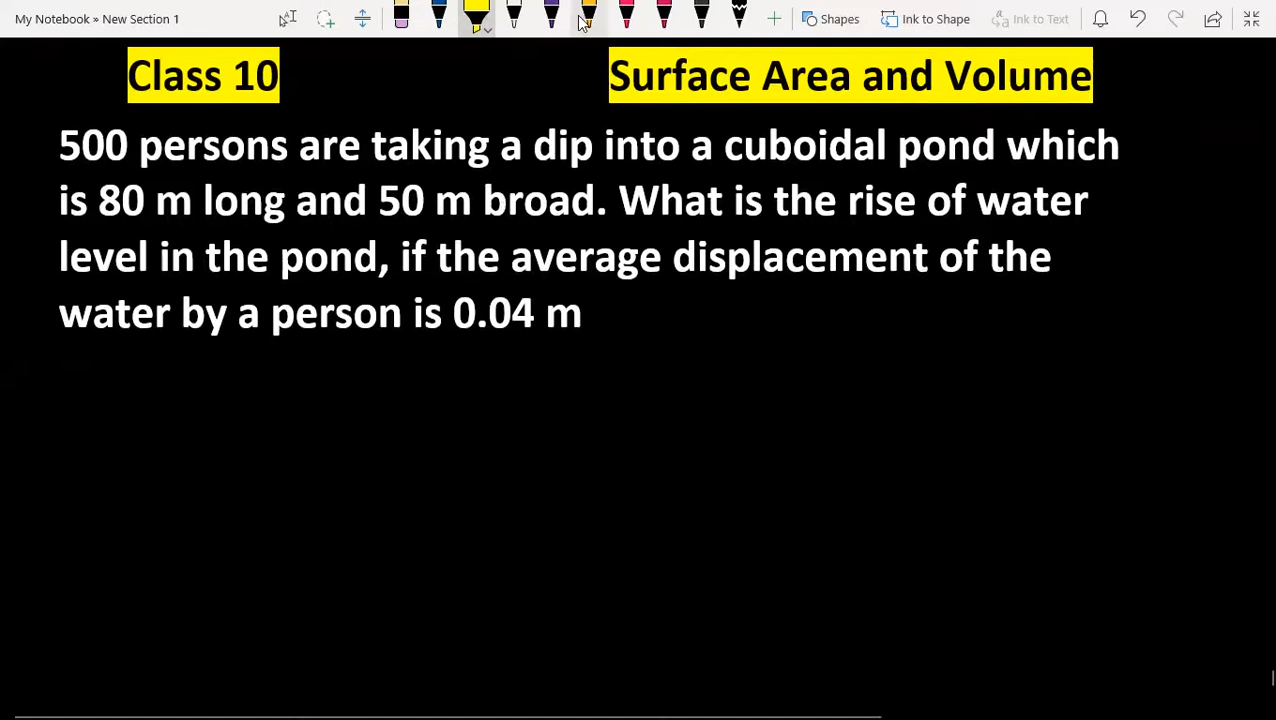 My Notebook » New Section 1
Shapes
Ink to Shape
Ink to Text
Class 10
Surface Area and Volume
500 persons are taking a dip into a cuboidal pond which
is 80 m long and 50 m broad. What is the rise of water
level in the pond, if the average displacement of the
water by a person is 0.04 m